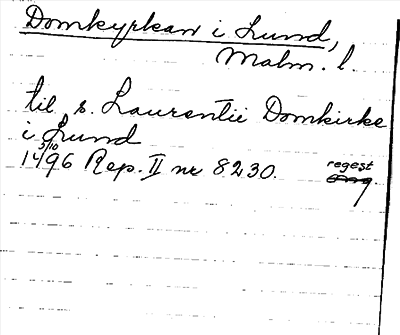 Domkyrkan i Lund,
Malm. l.
til s. Laurentii Domkirke
i Lund
5/10
1496 Rep. II nr 8230. regest